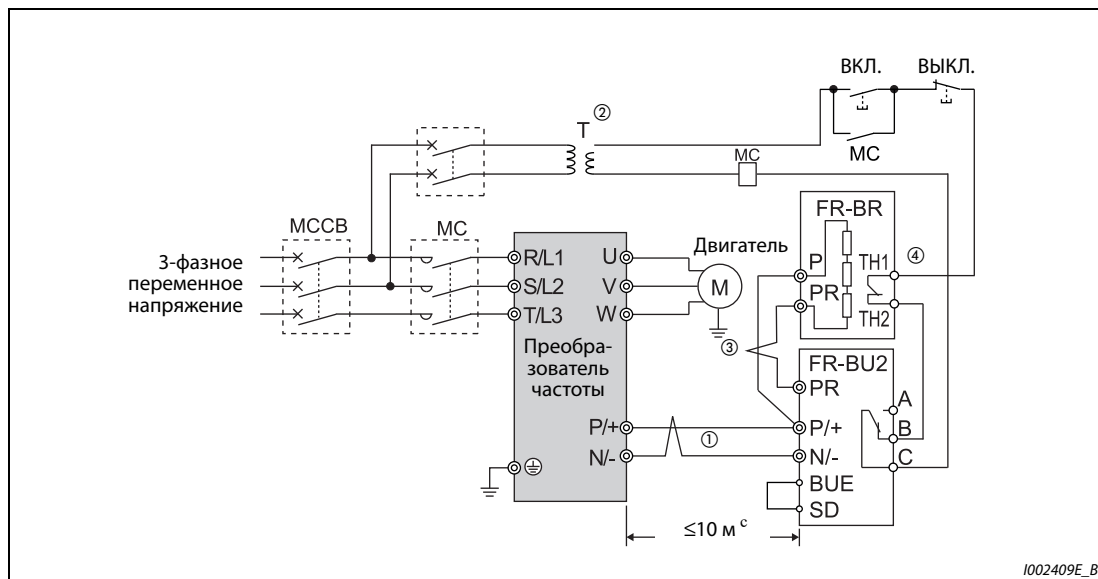 ВКЛ.
ВЫКЛ.
T ②
MC
MC
FR-BR
MCCB
MC
Двигатель
P
TH1
④
3-фазное
переменное
напряжение
R/L1
U
S/L2
V
M
PR
T/L3
W
TH2
③
Преобра-
зователь
частоты
FR-BU2
PR
A
P/+
①
P/+
B
N/-
N/-
C
BUE
SD
≤10 м с
I002409E_B